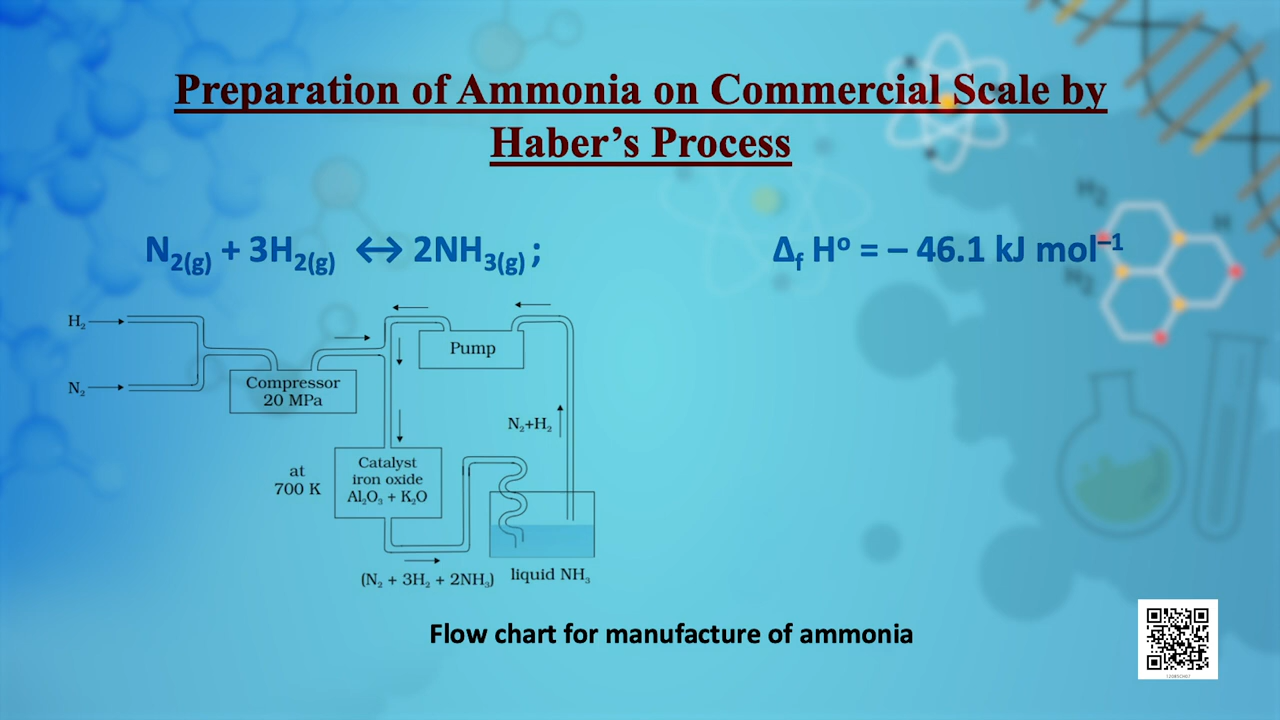 Preparation of Ammonia on Commercial Scale by
Haber’s Process
N₂(g) + 3H₂(g) ↔ 2NH₃(g) ;
Δf Hº = – 46.1 kJ mol⁻¹
H₂
N₂
Compressor
20 MPa
Pump
N₂+H₂
at
700 K
Catalyst
iron oxide
Al₂O₃ + K₂O
(N₂ + 3H₂ + 2NH₃)
liquid NH₃
Flow chart for manufacture of ammonia
H2
H
H2